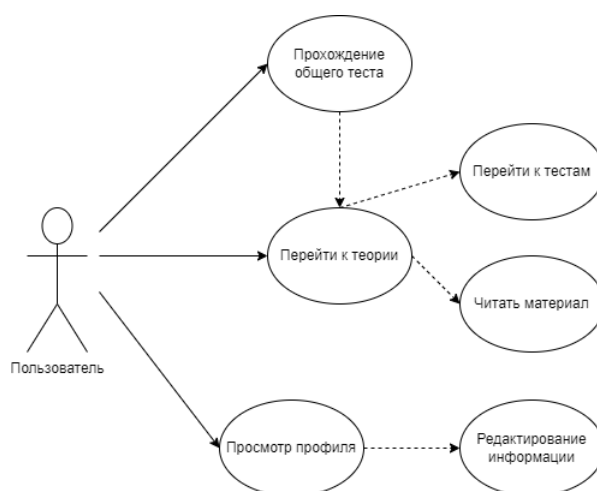 Прохождение
общего теста
Перейти к тестам
Перейти к теории
Читать материал
Пользователь
Просмотр профиля
Редактирование
информации